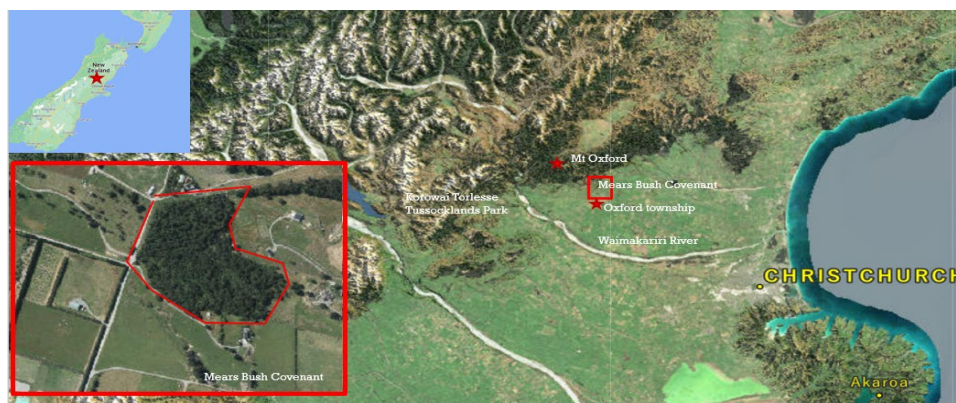 New
Zealand
Mt Oxford
Mears Bush Covenant
Korowai Torlesse
Tussocklands Park
Oxford township
Waimakariri River
CHRISTCHURCH
Mears Bush Covenant
Akaroa